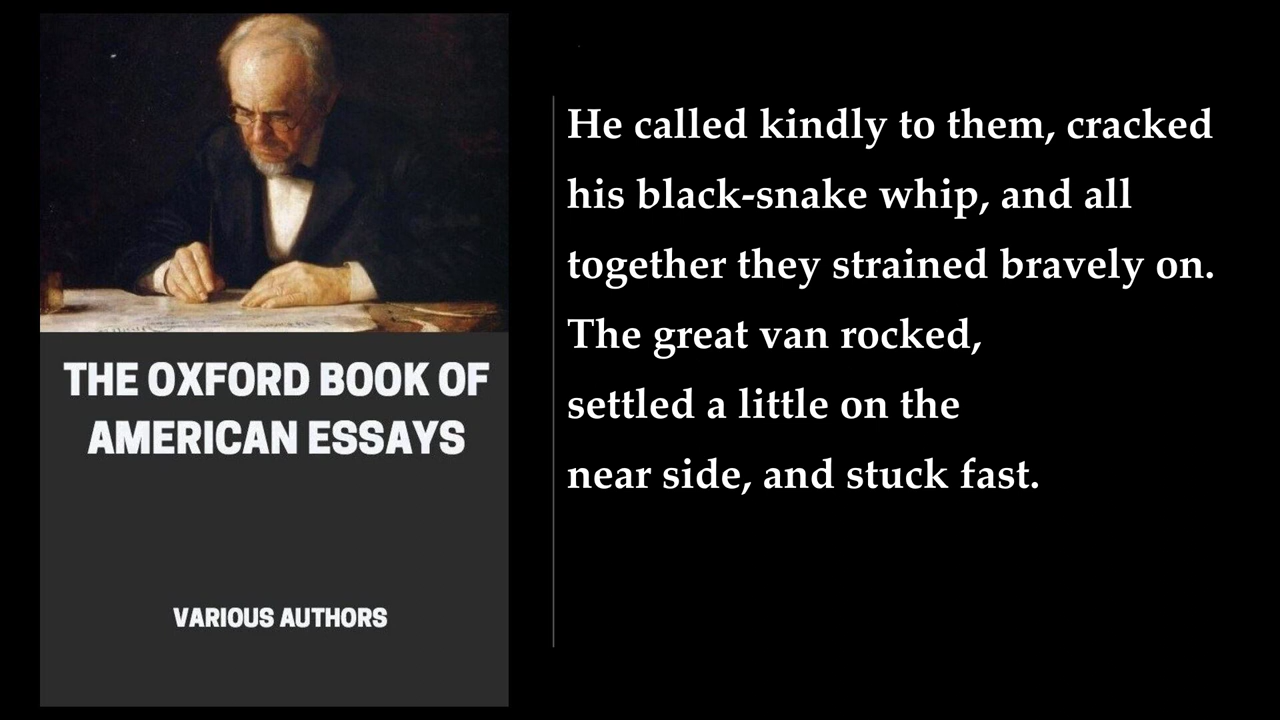 THE OXFORD BOOK OF
AMERICAN ESSAYS
VARIOUS AUTHORS
He called kindly to them, cracked
his black-snake whip, and all
together they strained bravely on.
The great van rocked,
settled a little on the
near side, and stuck fast.